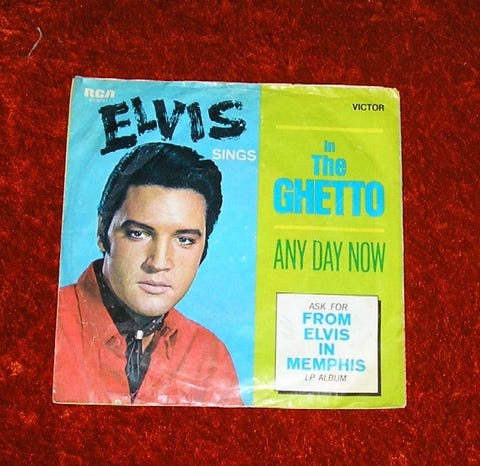 RCA
ELVIS
SINGS
VICTOR
In
The
GHETTO
ANY DAY NOW
ASK FOR
FROM
ELVIS
IN
MEMPHIS
LP ALBUM